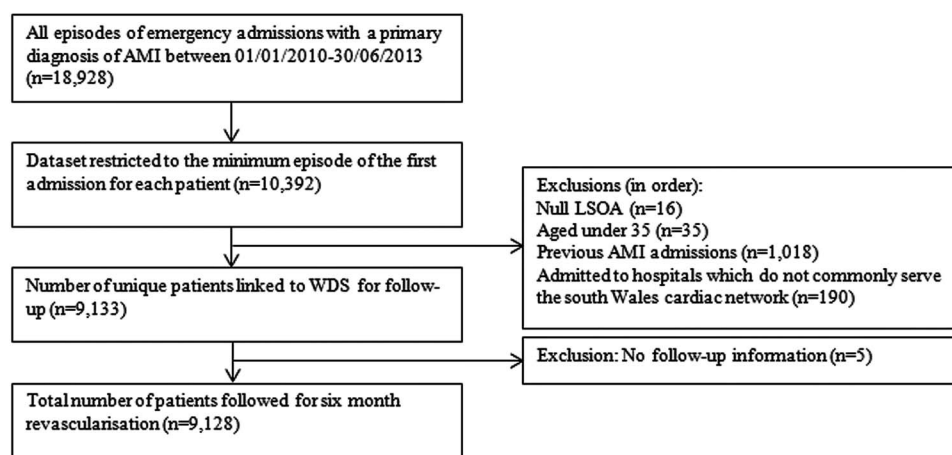 All episodes of emergency admissions with a primary
diagnosis of AMI between 01/01/2010-30/06/2013
(n=18,928)
Dataset restricted to the minimum episode of the first
admission for each patient (n=10,392)
Exclusions (in order):
Null LSOA (n=16)
Aged under 35 (n=35)
Previous AMI admissions (n=1,018)
Admitted to hospitals which do not commonly serve
the south Wales cardiac network (n=190)
Number of unique patients linked to WDS for follow-
up (n=9,133)
Exclusion: No follow-up information (n=5)
Total number of patients followed for six month
revascularisation (n=9,128)